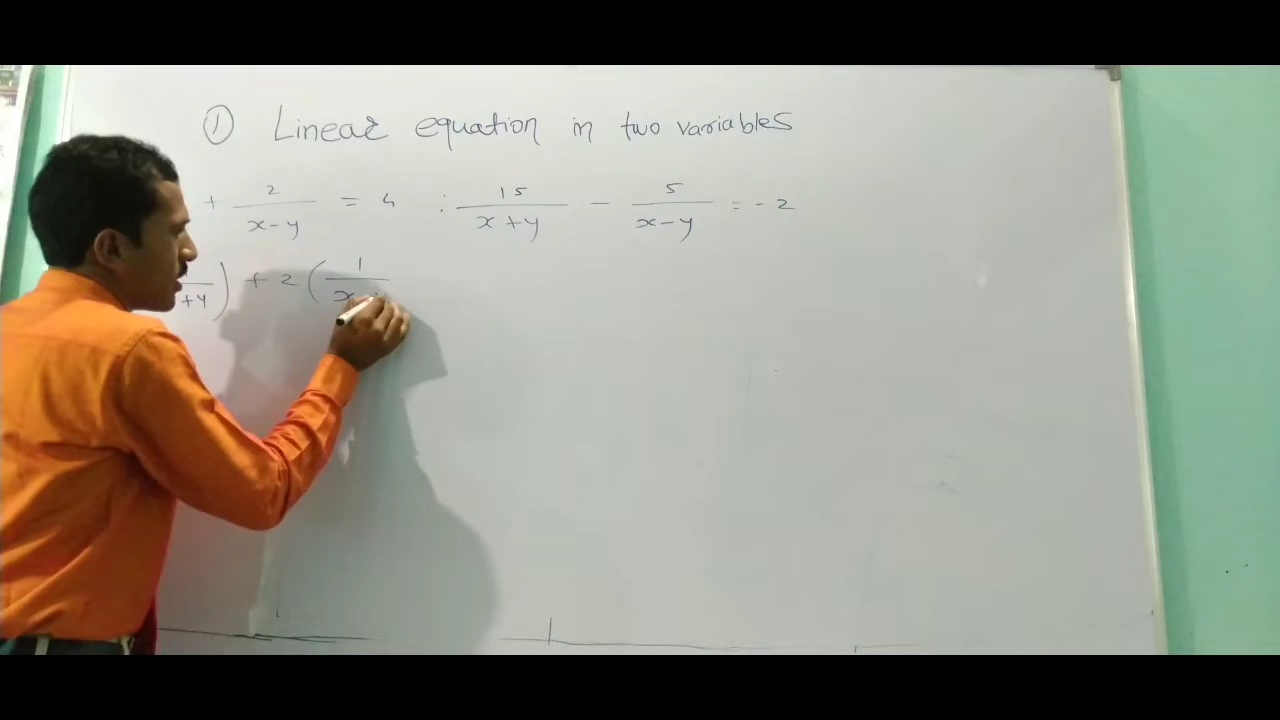 ① Linear equation in two variables
+ 2/(x-y) = 4 : 15/(x+y) - 5/(x-y) = -2
+y) + 2 (1/x